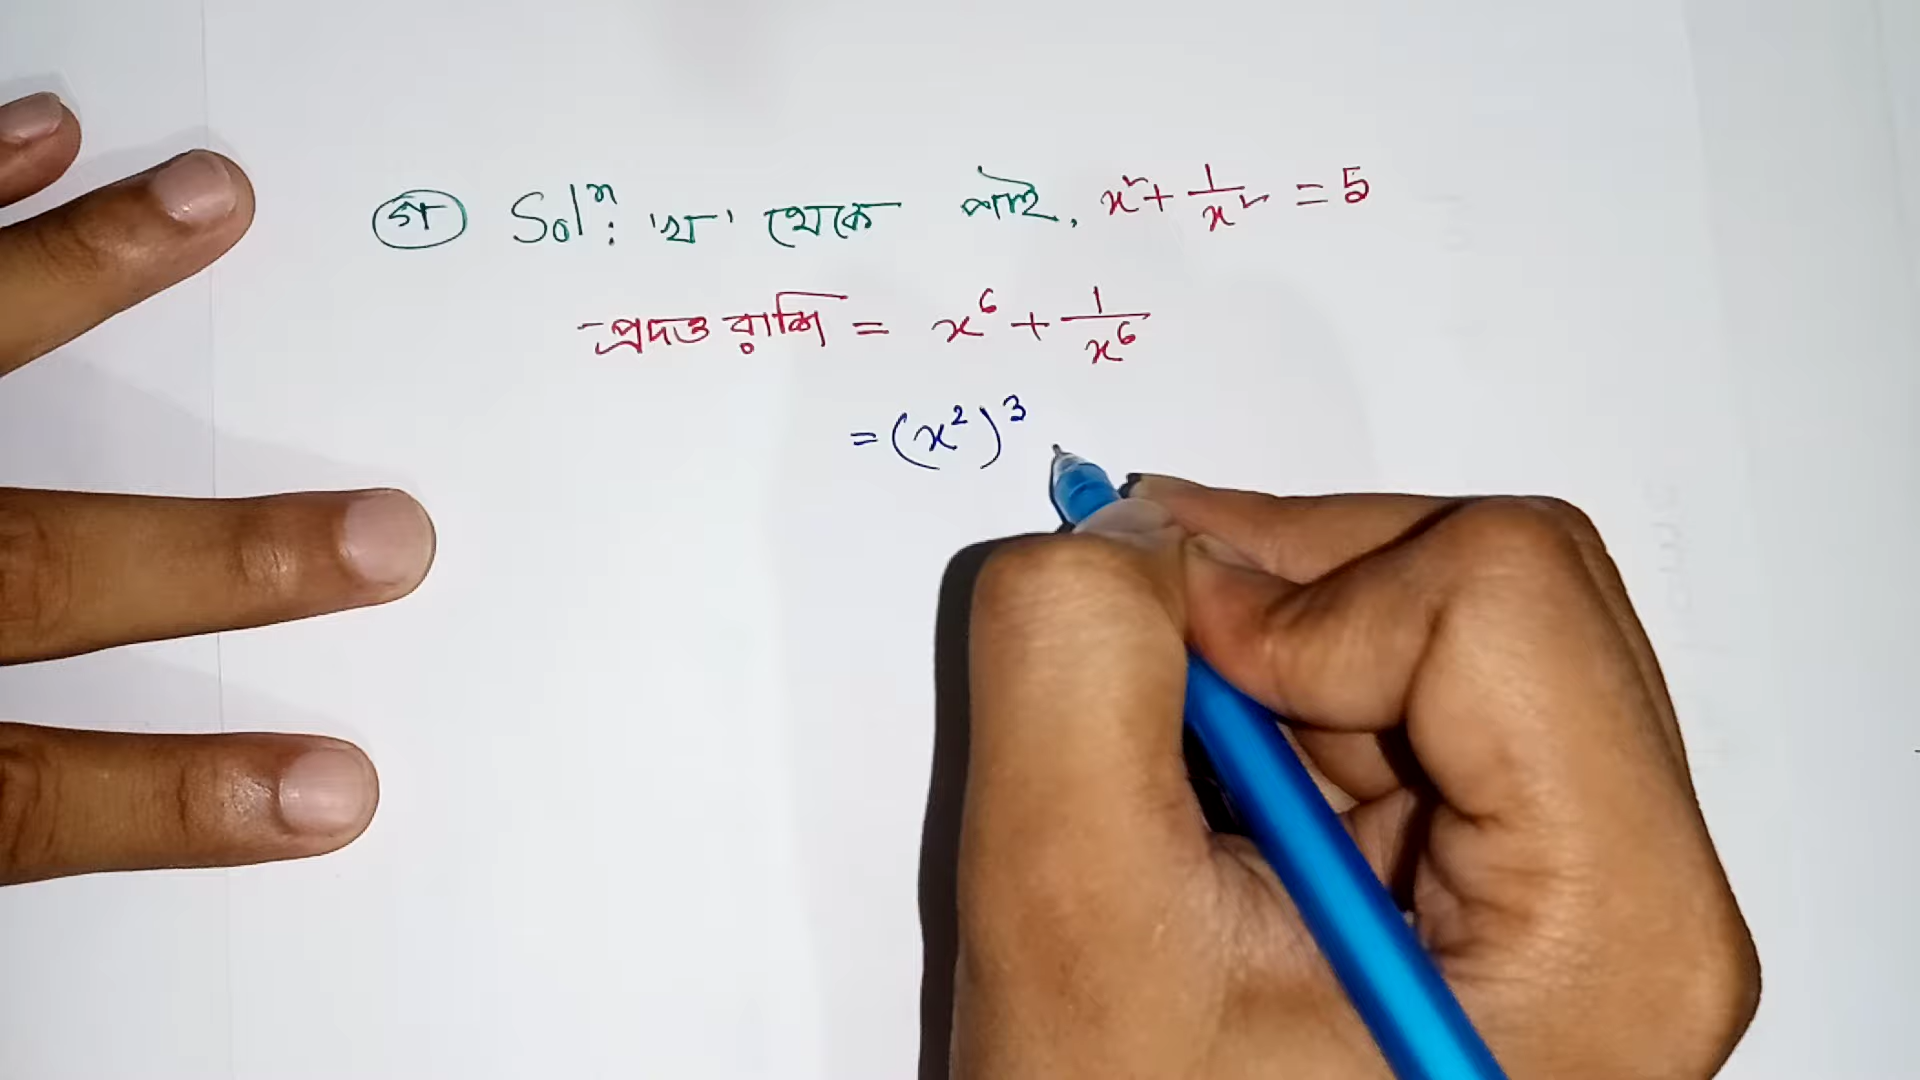 গ Solⁿ: 'খ' থেকে পাই, x² + 1/x² = 5
প্রদত্ত রাশি = x⁶ + 1/x⁶
= (x²)³